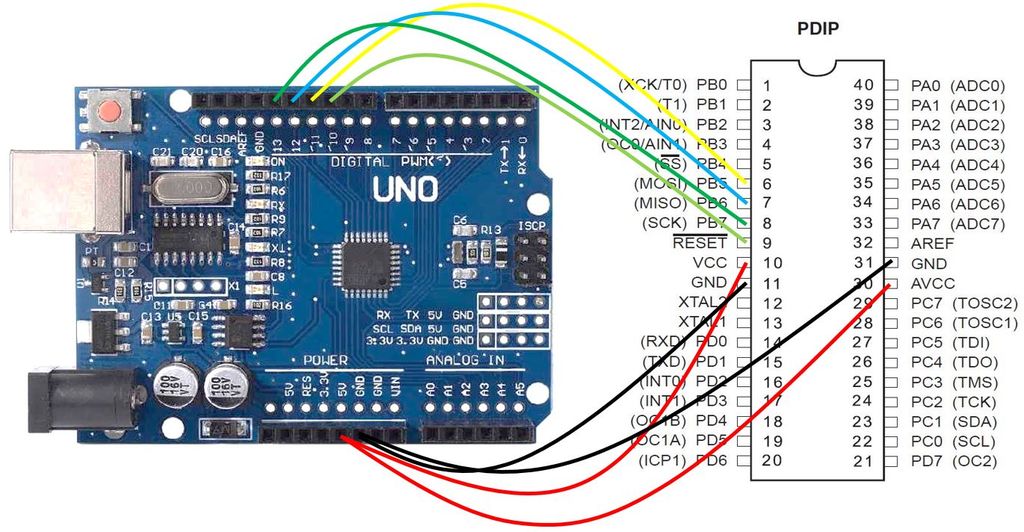 PDIP
(XCK/T0) PB0 1 40 PA0 (ADC0)
(T1) PB1 2 39 PA1 (ADC1)
(INT2/AIN0) PB2 3 38 PA2 (ADC2)
(OC0/AIN1) PB3 4 37 PA3 (ADC3)
(SS) PB4 5 36 PA4 (ADC4)
(MOSI) PB5 6 35 PA5 (ADC5)
(MISO) PB6 7 34 PA6 (ADC6)
(SCK) PB7 8 33 PA7 (ADC7)
RESET 9 32 AREF
VCC 10 31 GND
GND 11 30 AVCC
XTAL2 12 29 PC7 (TOSC2)
XTAL1 13 28 PC6 (TOSC1)
(RXD) PD0 14 27 PC5 (TDI)
(TXD) PD1 15 26 PC4 (TDO)
(INT0) PD2 16 25 PC3 (TMS)
(INT1) PD3 17 24 PC2 (TCK)
(OC1B) PD4 18 23 PC1 (SDA)
(OC1A) PD5 19 22 PC0 (SCL)
(ICP1) PD6 20 21 PD7 (OC2)
SCL SDA AREF GND 13 12 11 10 9 8 7 6 5 4 3 2 TX→1 RX←0
DIGITAL PWM(~)
C21 C20 C16
ON
R17
R6
RX
R9
R7
TX
R8
C8
L
R16
C14
UNO
C6
R13
C5
ISCP
PT
C12
R14
X1
C11
C13 U5 C15
RX TX 5V GND
SCL SDA 5V GND
3.3V 3.3V GND GND
POWER
ANALOG IN
5V RES 3.3V 5V GND GND VIN
A0 A1 A2 A3 A4 A5
100 16V
100 16V